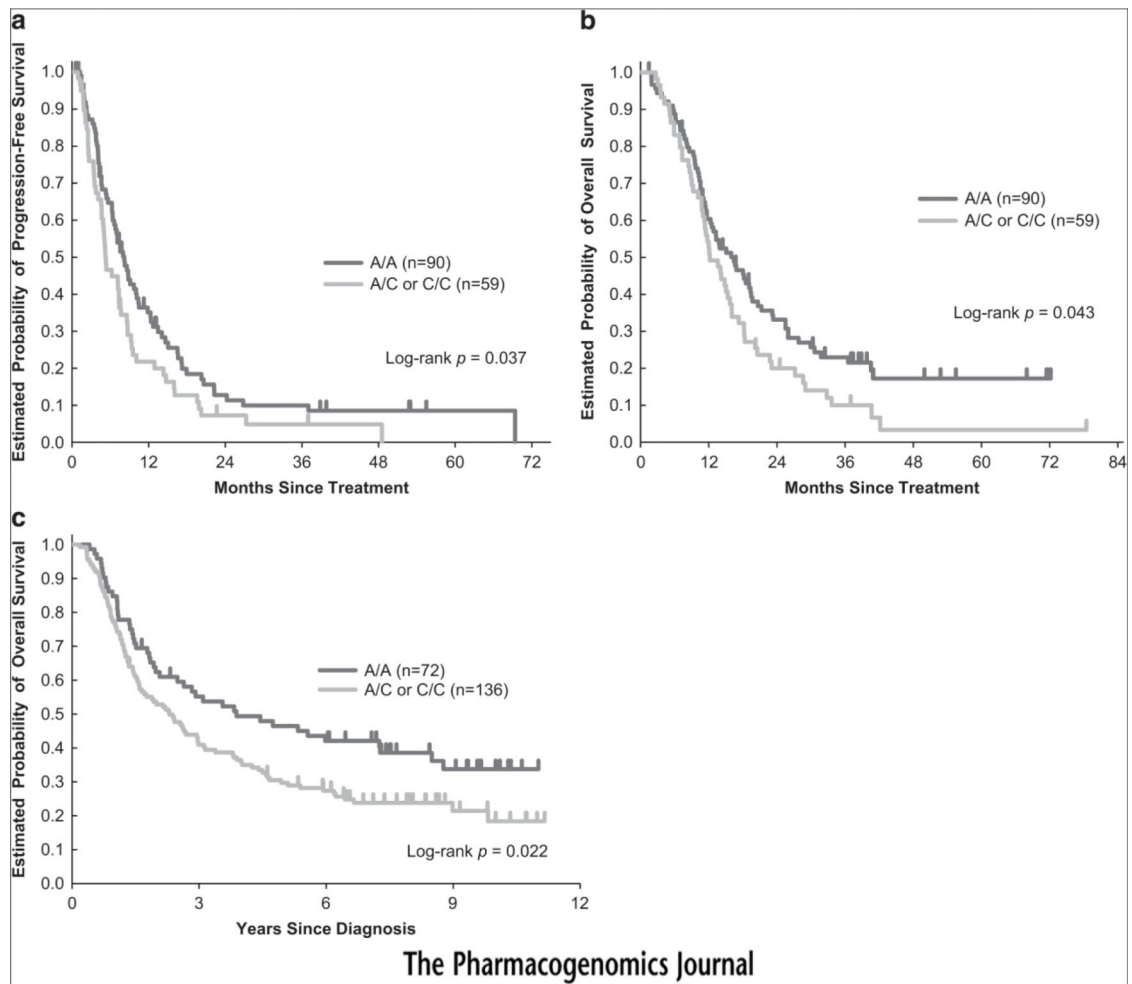 a
Estimated Probability of Progression-Free Survival
1.0
0.9
0.8
0.7
0.6
0.5
0.4
0.3
0.2
0.1
0.0
A/A (n=90)
A/C or C/C (n=59)
Log-rank p = 0.037
0 12 24 36 48 60 72
Months Since Treatment
b
Estimated Probability of Overall Survival
1.0
0.9
0.8
0.7
0.6
0.5
0.4
0.3
0.2
0.1
0.0
A/A (n=90)
A/C or C/C (n=59)
Log-rank p = 0.043
0 12 24 36 48 60 72 84
Months Since Treatment
c
Estimated Probability of Overall Survival
1.0
0.9
0.8
0.7
0.6
0.5
0.4
0.3
0.2
0.1
0.0
A/A (n=72)
A/C or C/C (n=136)
Log-rank p = 0.022
0 3 6 9 12
Years Since Diagnosis
The Pharmacogenomics Journal